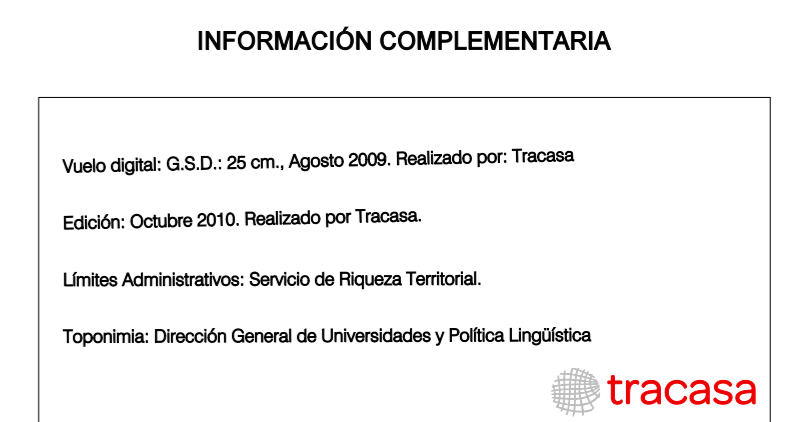 INFORMACIÓN COMPLEMENTARIA
Vuelo digital: G.S.D.: 25 cm., Agosto 2009. Realizado por: Tracasa
Edición: Octubre 2010. Realizado por Tracasa.
Límites Administrativos: Servicio de Riqueza Territorial.
Toponimia: Dirección General de Universidades y Política Lingüística
tracasa